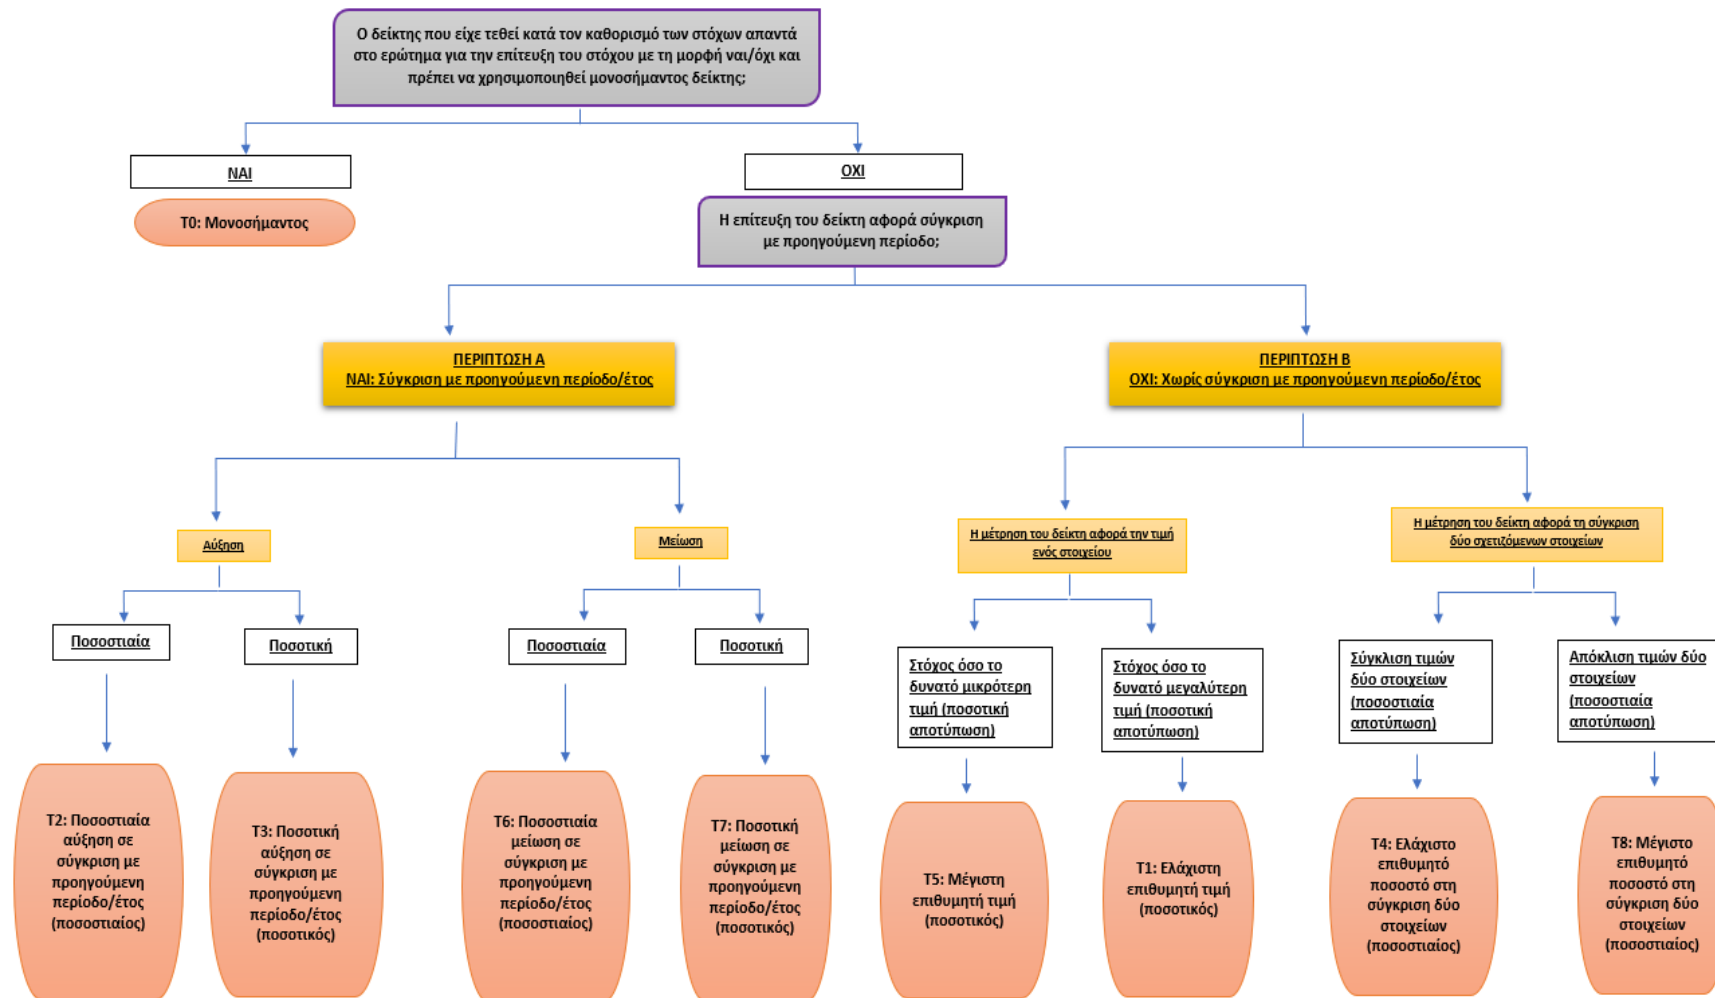 Ο δείκτης που είχε τεθεί κατά τον καθορισμό των στόχων απαντά
στο ερώτημα για την επίτευξη του στόχου με τη μορφή ναι/όχι και
πρέπει να χρησιμοποιηθεί μονοσήμαντος δείκτης;
ΝΑΙ
ΟΧΙ
Τ0: Μονοσήμαντος
Η επίτευξη του δείκτη αφορά σύγκριση
με προηγούμενη περίοδο;
ΠΕΡΙΠΤΩΣΗ Α
ΝΑΙ: Σύγκριση με προηγούμενη περίοδο/έτος
ΠΕΡΙΠΤΩΣΗ Β
ΟΧΙ: Χωρίς σύγκριση με προηγούμενη περίοδο/έτος
Αύξηση
Μείωση
Η μέτρηση του δείκτη αφορά την τιμή
ενός στοιχείου
Η μέτρηση του δείκτη αφορά τη σύγκριση
δύο σχετιζόμενων στοιχείων
Ποσοστιαία
Ποσοτική
Ποσοστιαία
Ποσοτική
Στόχος όσο το
δυνατό μικρότερη
τιμή (ποσοτική
αποτύπωση)
Στόχος όσο το
δυνατό μεγαλύτερη
τιμή (ποσοτική
αποτύπωση)
Σύγκλιση τιμών
δύο στοιχείων
(ποσοστιαία
αποτύπωση)
Απόκλιση τιμών δύο
στοιχείων
(ποσοστιαία
αποτύπωση)
Τ2: Ποσοστιαία
αύξηση σε
σύγκριση με
προηγούμενη
περίοδο/έτος
(ποσοστιαίος)
Τ3: Ποσοτική
αύξηση σε
σύγκριση με
προηγούμενη
περίοδο/έτος
(ποσοτικός)
Τ6: Ποσοστιαία
μείωση σε
σύγκριση με
προηγούμενη
περίοδο/έτος
(ποσοστιαίος)
Τ7: Ποσοτική
μείωση σε
σύγκριση με
προηγούμενη
περίοδο/έτος
(ποσοτικός)
Τ5: Μέγιστη
επιθυμητή τιμή
(ποσοτικός)
Τ1: Ελάχιστη
επιθυμητή τιμή
(ποσοτικός)
Τ4: Ελάχιστο
επιθυμητό
ποσοστό στη
σύγκριση δύο
στοιχείων
(ποσοστιαίος)
Τ8: Μέγιστο
επιθυμητό
ποσοστό στη
σύγκριση δύο
στοιχείων
(ποσοστιαίος)